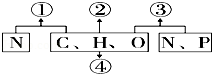 ① ② ③
N C、H、O N、P
④